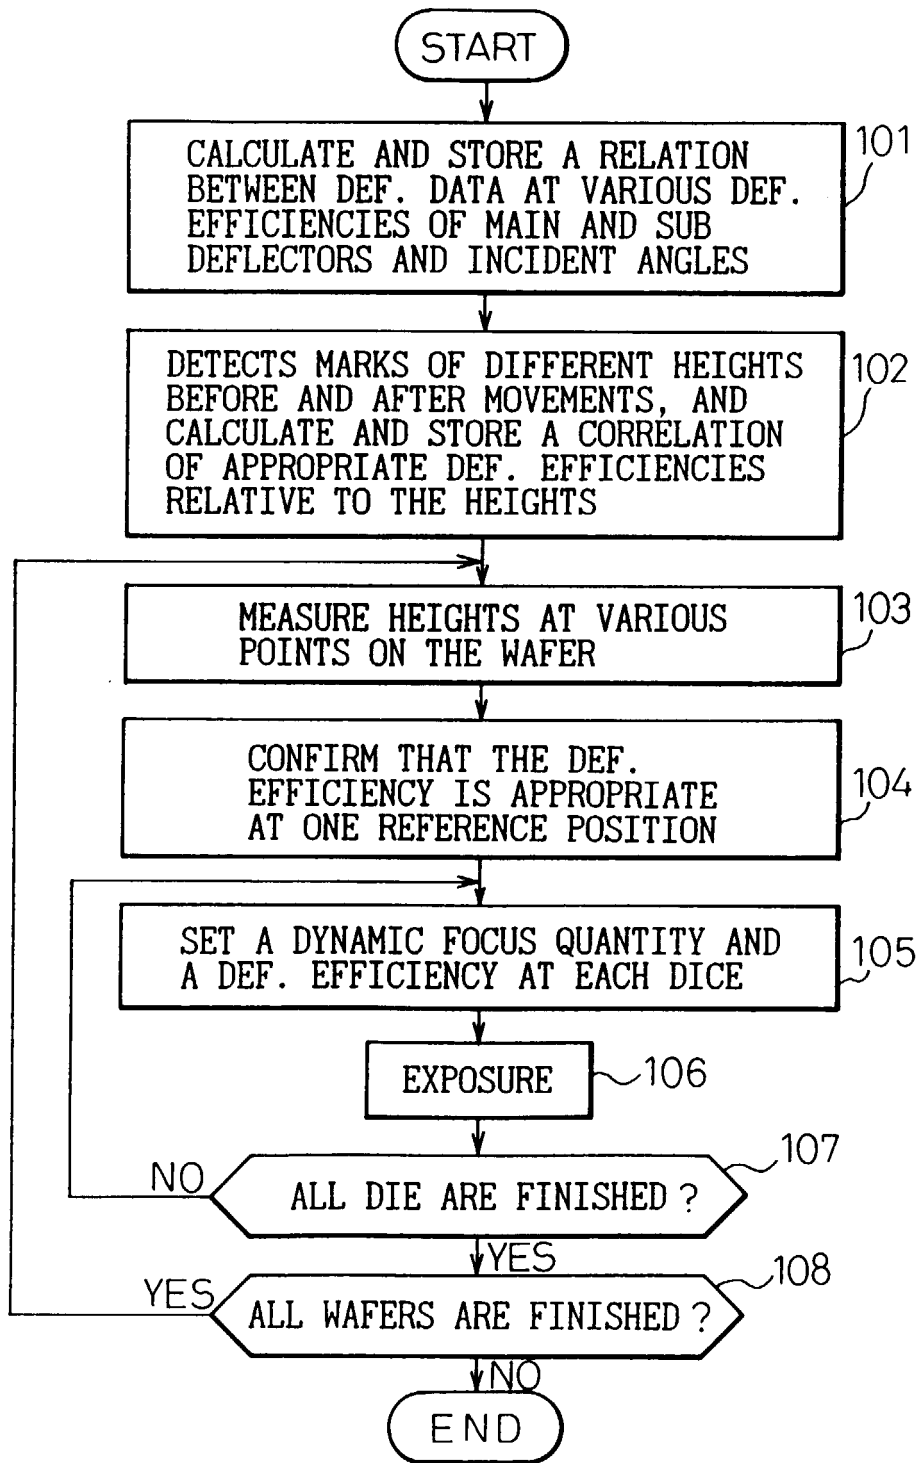 START
101
CALCULATE AND STORE A RELATION
BETWEEN DEF. DATA AT VARIOUS DEF.
EFFICIENCIES OF MAIN AND SUB
DEFLECTORS AND INCIDENT ANGLES
102
DETECTS MARKS OF DIFFERENT HEIGHTS
BEFORE AND AFTER MOVEMENTS, AND
CALCULATE AND STORE A CORRELATION
OF APPROPRIATE DEF. EFFICIENCIES
RELATIVE TO THE HEIGHTS
103
MEASURE HEIGHTS AT VARIOUS
POINTS ON THE WAFER
104
CONFIRM THAT THE DEF.
EFFICIENCY IS APPROPRIATE
AT ONE REFERENCE POSITION
SET A DYNAMIC FOCUS QUANTITY AND
A DEF. EFFICIENCY AT EACH DICE
105
EXPOSURE
106
107
NO
ALL DIE ARE FINISHED ?
YES
108
YES
ALL WAFERS ARE FINISHED ?
NO
END